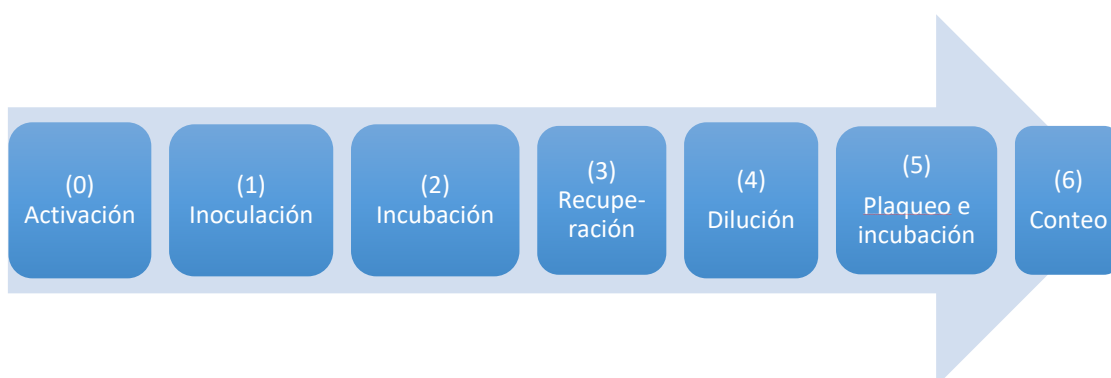 (0)
Activación
(1)
Inoculación
(2)
Incubación
(3)
Recupe-
ración
(4)
Dilución
(5)
Plaqueo e
incubación
(6)
Conteo